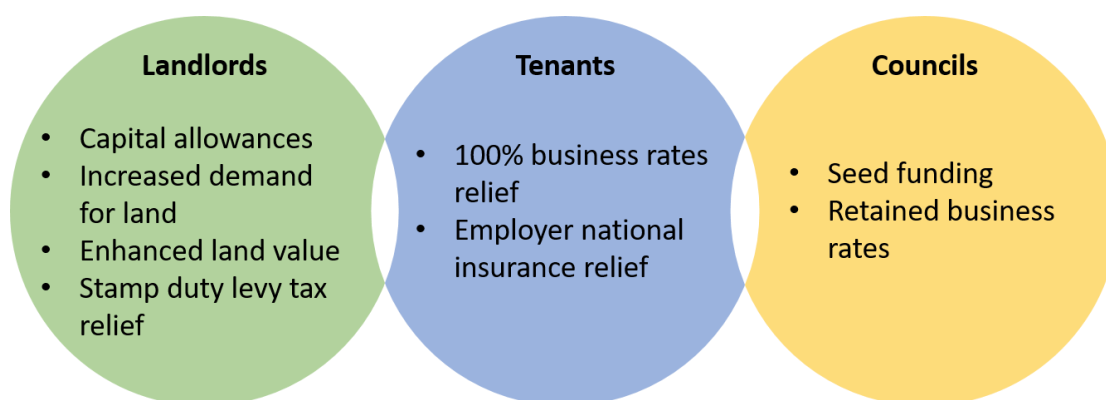 Landlords
• Capital allowances
• Increased demand
for land
• Enhanced land value
• Stamp duty levy tax
relief
Tenants
• 100% business rates
relief
• Employer national
insurance relief
Councils
• Seed funding
• Retained business
rates